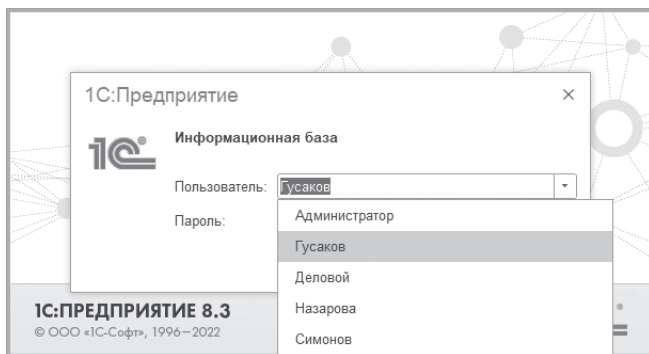 1С:Предприятие
1С®
Информационная база
Пользователь: Гусаков
Пароль:
Администратор
Гусаков
Деловой
Назарова
Симонов
1С:ПРЕДПРИЯТИЕ 8.3
© ООО «1С-Софт», 1996—2022
®